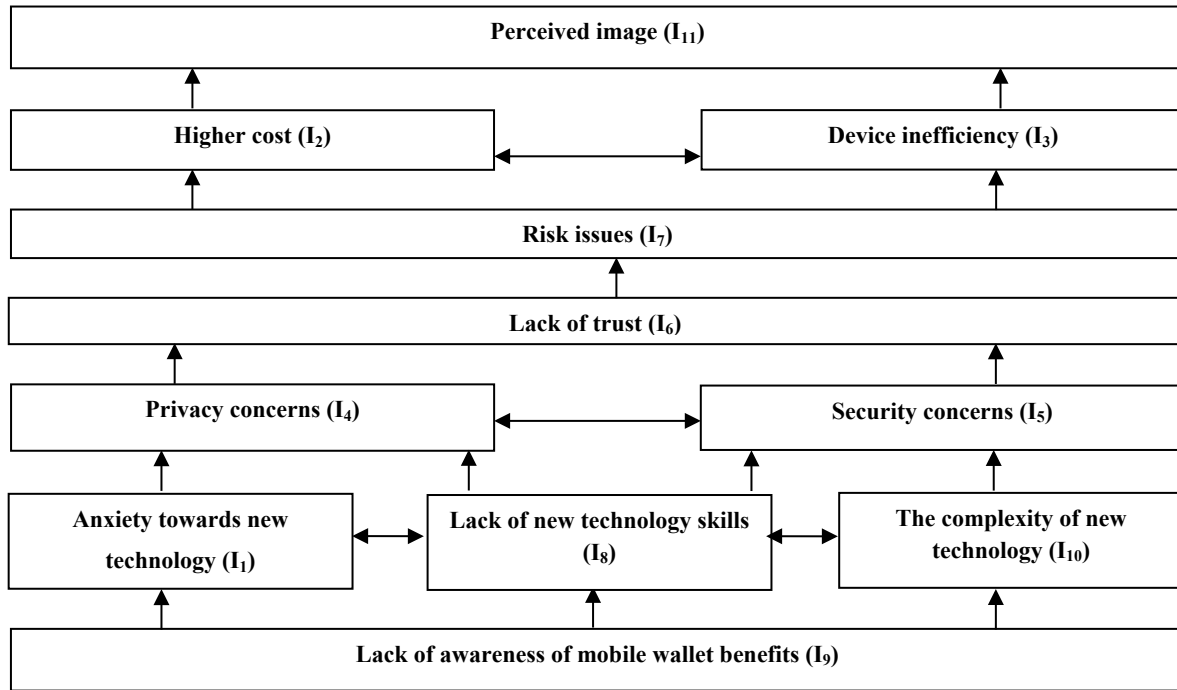 Perceived image (I₁₁)
Higher cost (I₂)
Device inefficiency (I₃)
Risk issues (I₇)
Lack of trust (I₆)
Privacy concerns (I₄)
Security concerns (I₅)
Anxiety towards new
technology (I₁)
Lack of new technology skills
(I₈)
The complexity of new
technology (I₁₀)
Lack of awareness of mobile wallet benefits (I₉)